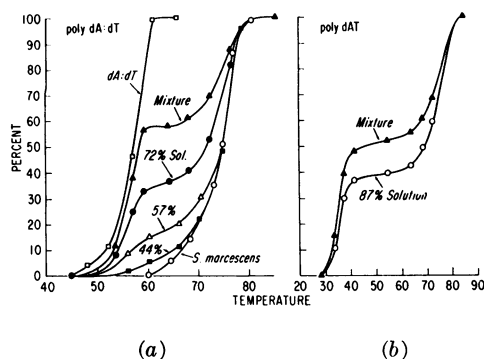 (a)
poly dA:dT
dA:dT
Mixture
72% Sol.
57%
44%
S. marcescens
PERCENT
100
90
80
70
60
50
40
30
20
10
0
40 50 60 70 80
(b)
poly dAT
Mixture
87% Solution
20 30 40 50 60 70 80 90
TEMPERATURE
(a) (b)